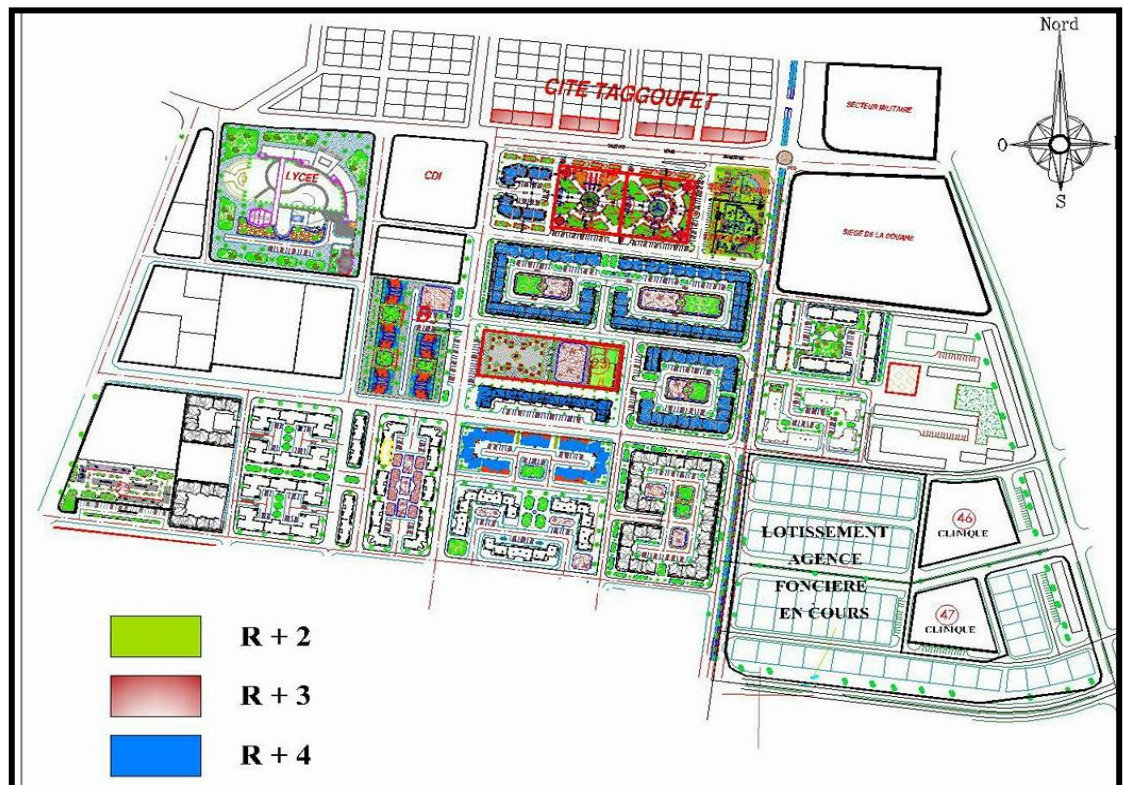 Nord
O
S
CITE TAGGOUFET
SECTEUR MILITAIRE
LYCEE
CDI
SIEGE DE LA DOUANE
B
46
CLINIQUE
LOTISSEMENT
AGENCE
FONCIERE
EN COURS
47
CLINIQUE
R + 2
R + 3
R + 4